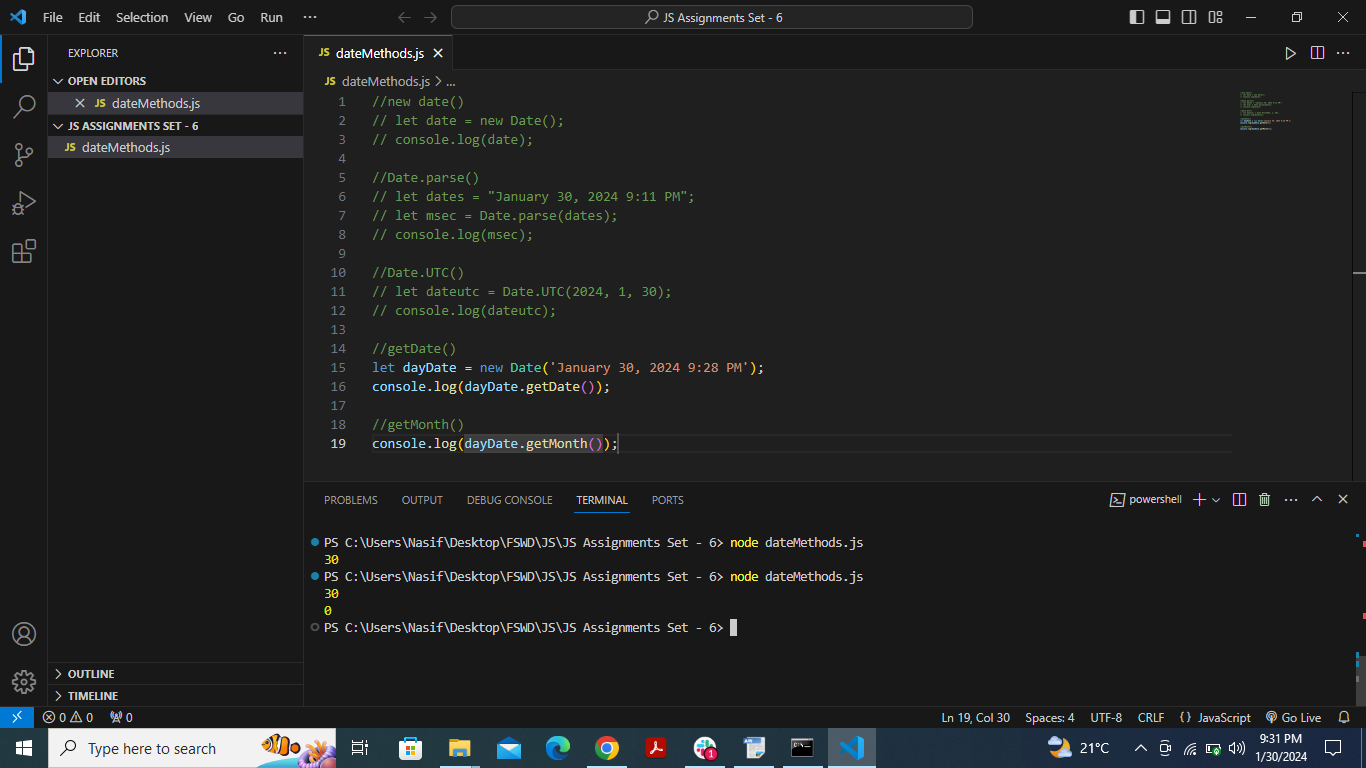 File Edit Selection View Go Run ··· JS Assignments Set - 6
EXPLORER ···
OPEN EDITORS
JS dateMethods.js
JS ASSIGNMENTS SET - 6
JS dateMethods.js
OUTLINE
TIMELINE
JS dateMethods.js
JS dateMethods.js > ...
1 //new date()
2 // let date = new Date();
3 // console.log(date);
4
5 //Date.parse()
6 // let dates = "January 30, 2024 9:11 PM";
7 // let msec = Date.parse(dates);
8 // console.log(msec);
9
10 //Date.UTC()
11 // let dateutc = Date.UTC(2024, 1, 30);
12 // console.log(dateutc);
13
14 //getDate()
15 let dayDate = new Date('January 30, 2024 9:28 PM');
16 console.log(dayDate.getDate());
17
18 //getMonth()
19 console.log(dayDate.getMonth());
PROBLEMS OUTPUT DEBUG CONSOLE TERMINAL PORTS powershell
PS C:\Users\Nasif\Desktop\FSWD\JS\JS Assignments Set - 6> node dateMethods.js
30
PS C:\Users\Nasif\Desktop\FSWD\JS\JS Assignments Set - 6> node dateMethods.js
30
0
PS C:\Users\Nasif\Desktop\FSWD\JS\JS Assignments Set - 6>
0 0 0 Ln 19, Col 30 Spaces: 4 UTF-8 CRLF {} JavaScript Go Live
Type here to search 1 21°C 9:31 PM
1/30/2024